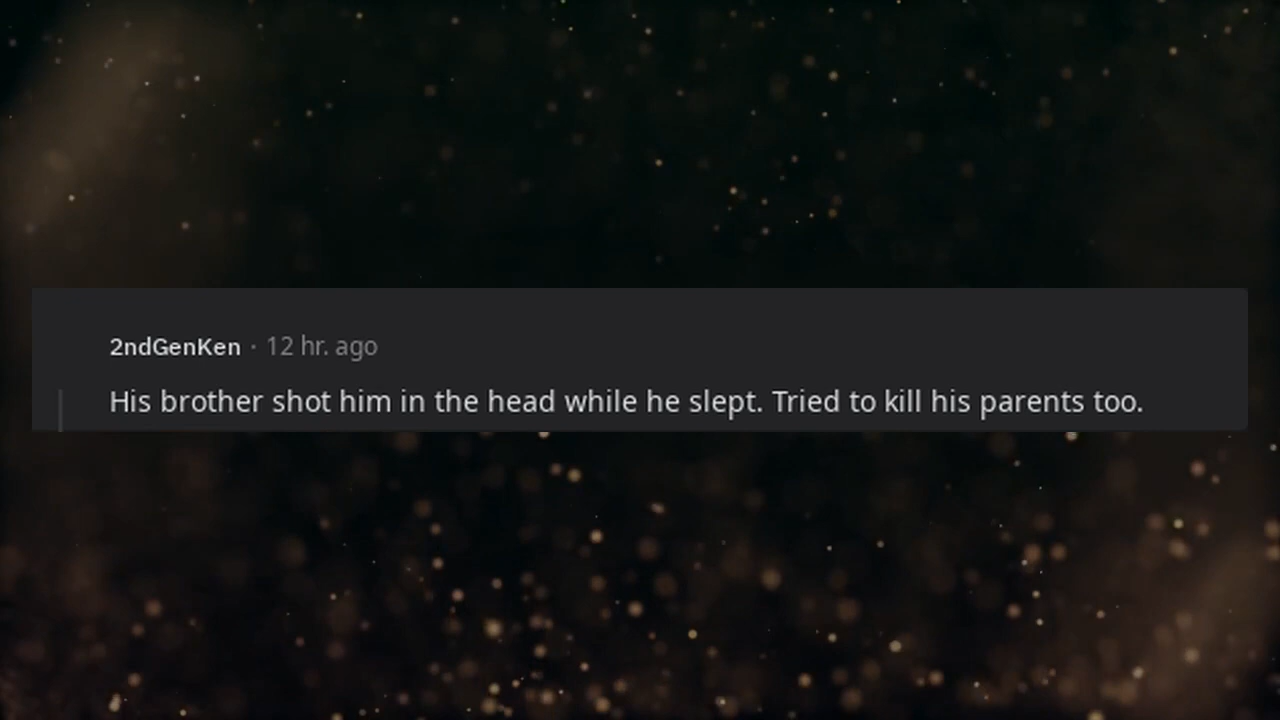 2ndGenKen · 12 hr. ago
His brother shot him in the head while he slept. Tried to kill his parents too.